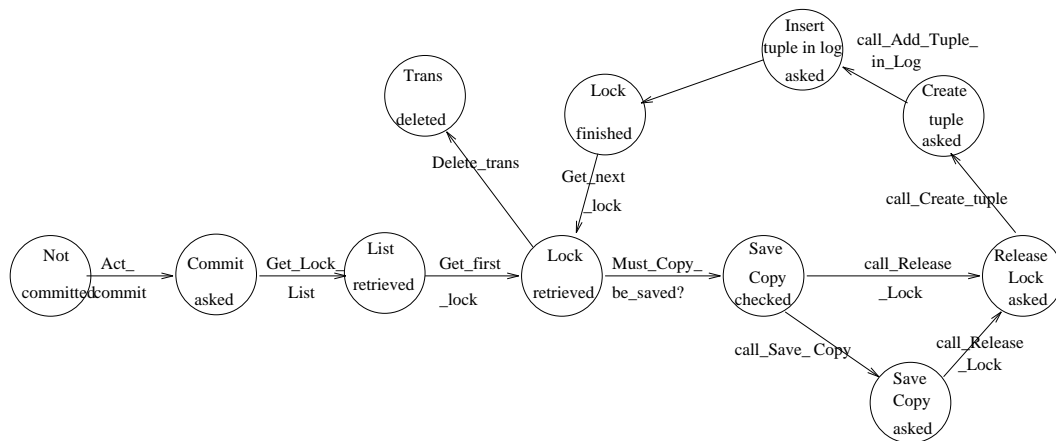 Insert
tuple in log
asked
call_Add_Tuple_
in_Log
Trans
deleted
Lock
finished
Create
tuple
asked
Delete_trans
Get_next
_lock
call_Create_tuple
Not
committed
Act_
commit
Commit
asked
Get_Lock_
List
List
retrieved
Get_first
_lock
Lock
retrieved
Must_Copy_
be_saved?
Save
Copy
checked
call_Release
_Lock
Release
Lock
asked
call_Save_ Copy
call_Release
_Lock
Save
Copy
asked